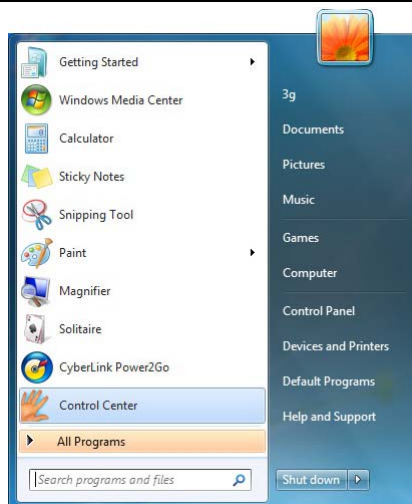 Getting Started
Windows Media Center
Calculator
Sticky Notes
Snipping Tool
Paint
Magnifier
Solitaire
CyberLink Power2Go
Control Center
All Programs
Search programs and files
3g
Documents
Pictures
Music
Games
Computer
Control Panel
Devices and Printers
Default Programs
Help and Support
Shut down